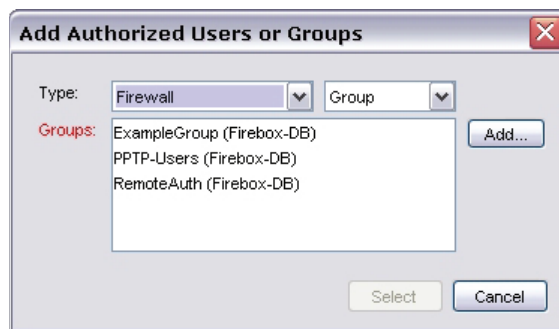 Add Authorized Users or Groups
Type: Firewall Group
Groups: ExampleGroup (Firebox-DB) Add...
PPTP-Users (Firebox-DB)
RemoteAuth (Firebox-DB)
Select Cancel